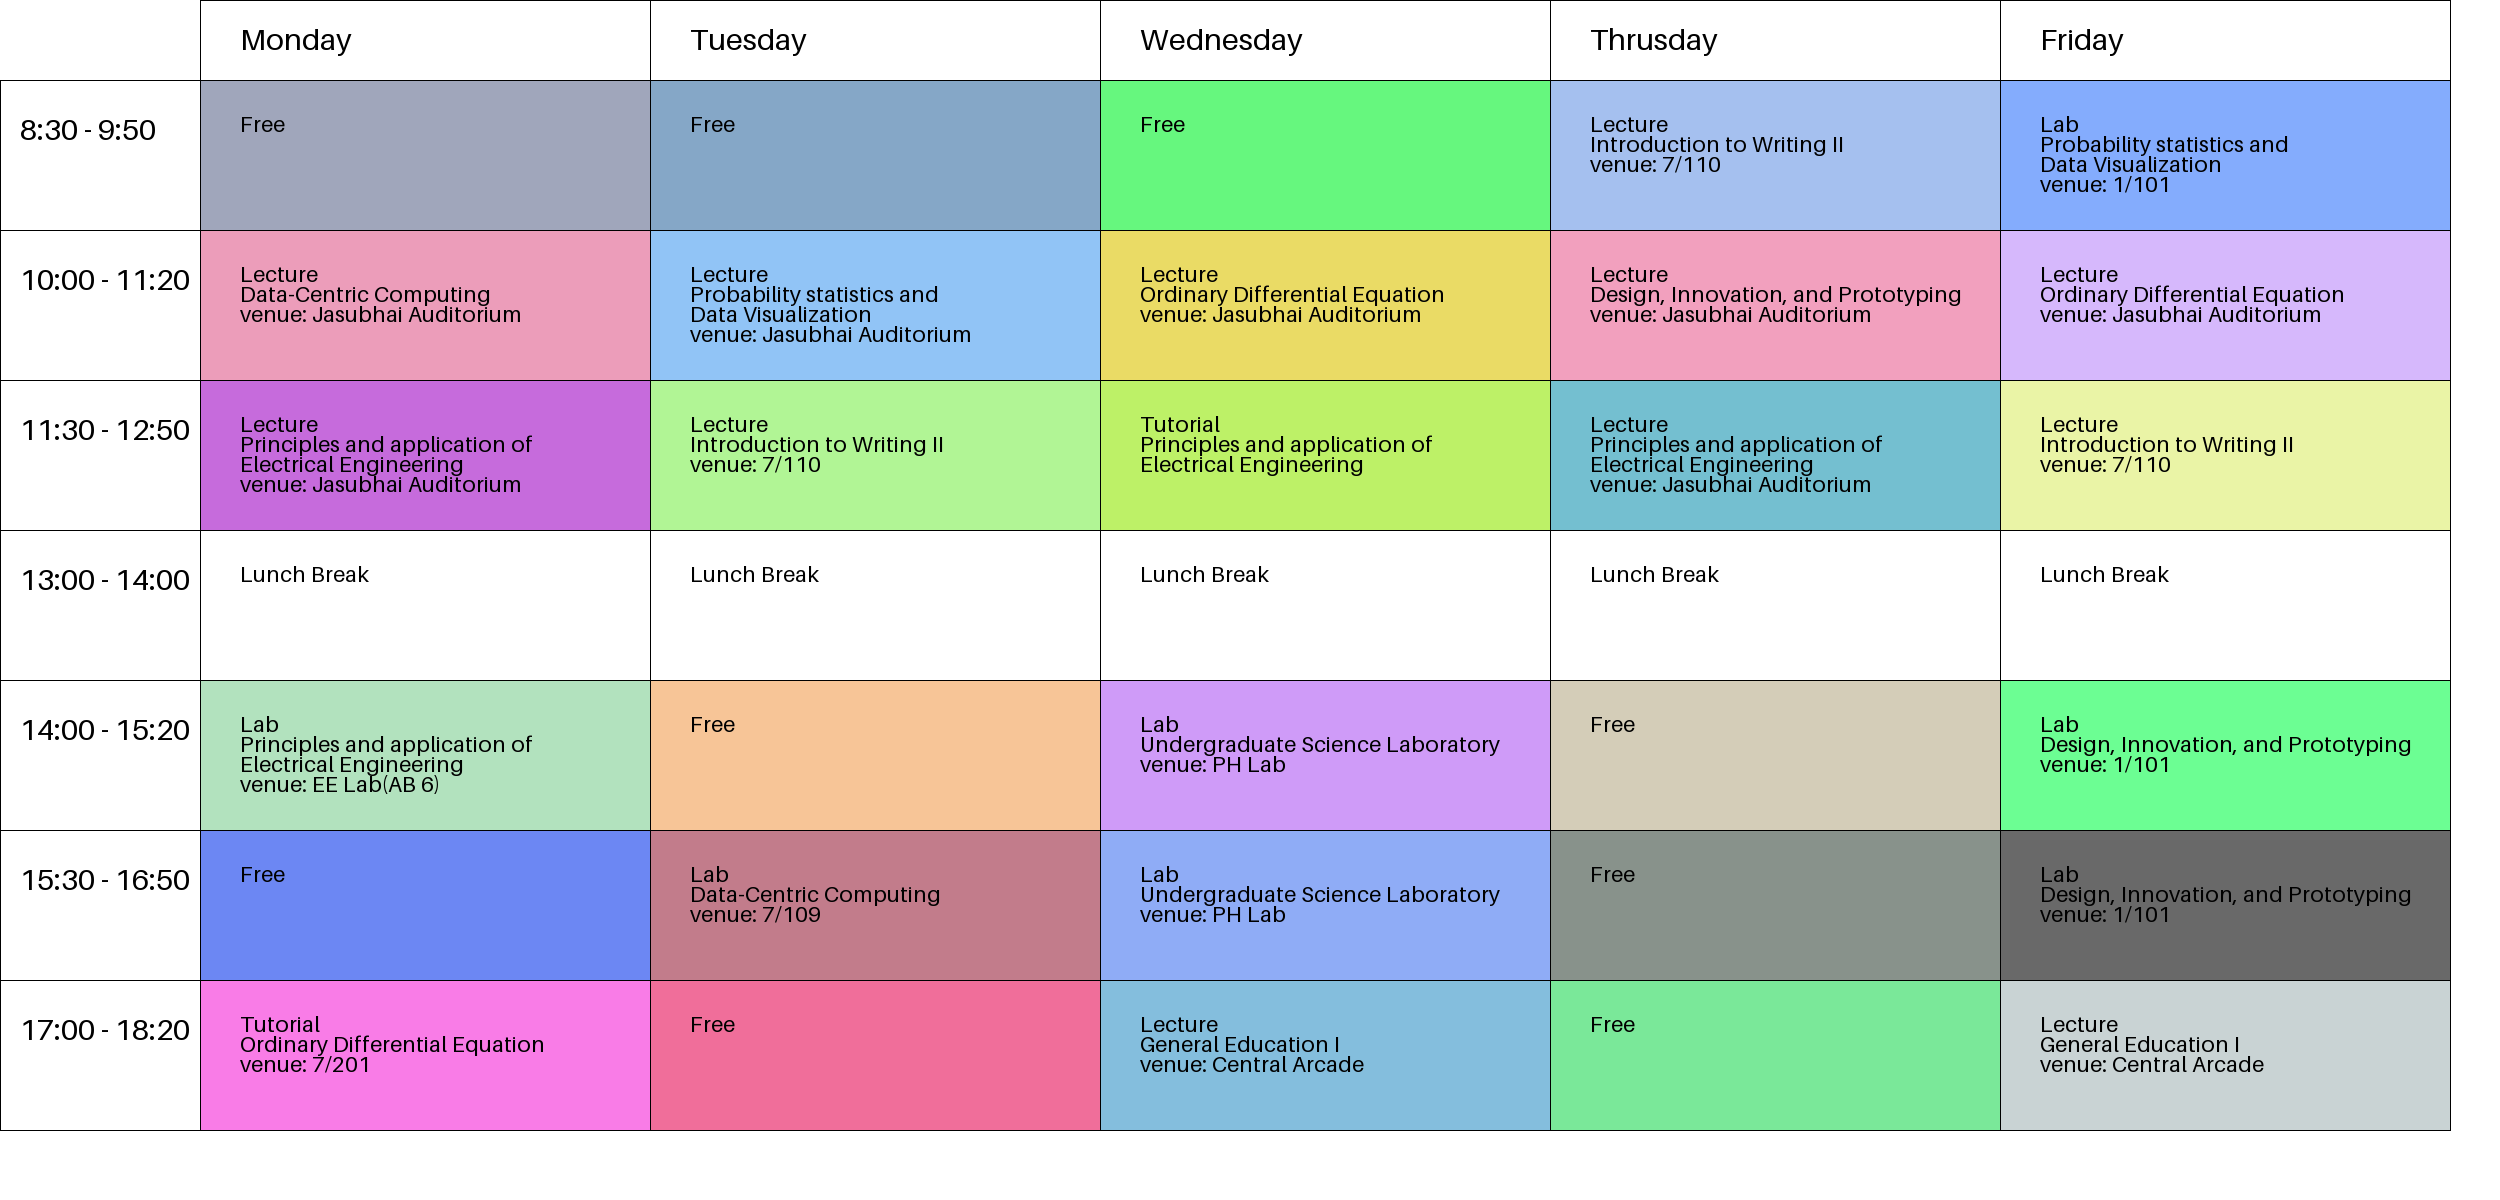 Monday
Tuesday
Wednesday
Thrusday
Friday
8:30 - 9:50
Free
Free
Free
Lecture
Introduction to Writing II
venue: 7/110
Lab
Probability statistics and
Data Visualization
venue: 1/101
10:00 - 11:20
Lecture
Data-Centric Computing
venue: Jasubhai Auditorium
Lecture
Probability statistics and
Data Visualization
venue: Jasubhai Auditorium
Lecture
Ordinary Differential Equation
venue: Jasubhai Auditorium
Lecture
Design, Innovation, and Prototyping
venue: Jasubhai Auditorium
Lecture
Ordinary Differential Equation
venue: Jasubhai Auditorium
11:30 - 12:50
Lecture
Principles and application of
Electrical Engineering
venue: Jasubhai Auditorium
Lecture
Introduction to Writing II
venue: 7/110
Tutorial
Principles and application of
Electrical Engineering
Lecture
Principles and application of
Electrical Engineering
venue: Jasubhai Auditorium
Lecture
Introduction to Writing II
venue: 7/110
13:00 - 14:00
Lunch Break
Lunch Break
Lunch Break
Lunch Break
Lunch Break
14:00 - 15:20
Lab
Principles and application of
Electrical Engineering
venue: EE Lab(AB 6)
Free
Lab
Undergraduate Science Laboratory
venue: PH Lab
Free
Lab
Design, Innovation, and Prototyping
venue: 1/101
15:30 - 16:50
Free
Lab
Data-Centric Computing
venue: 7/109
Lab
Undergraduate Science Laboratory
venue: PH Lab
Free
Lab
Design, Innovation, and Prototyping
venue: 1/101
17:00 - 18:20
Tutorial
Ordinary Differential Equation
venue: 7/201
Free
Lecture
General Education I
venue: Central Arcade
Free
Lecture
General Education I
venue: Central Arcade